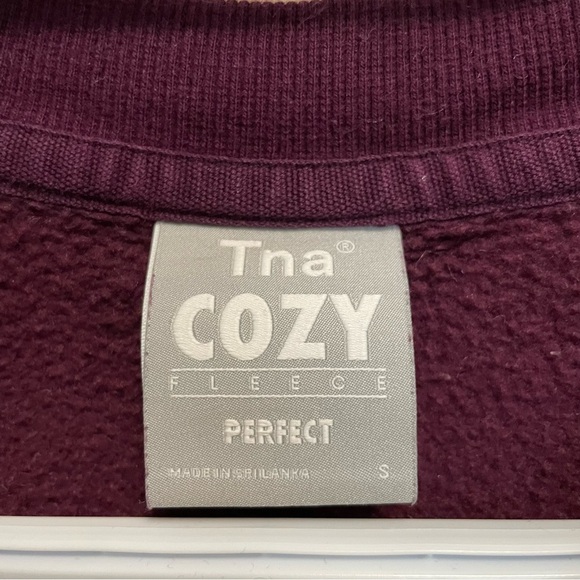 Tna®
COZY
FLEECE
PERFECT
MADE IN SRI LANKA S